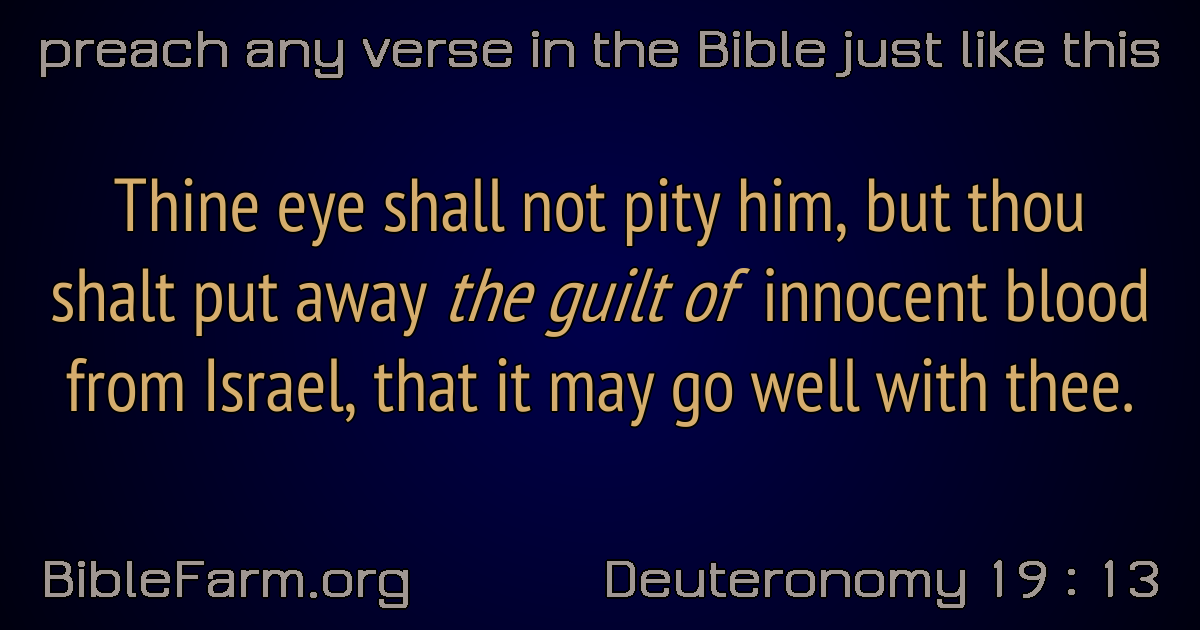 preach any verse in the Bible just like this
Thine eye shall not pity him, but thou
shalt put away the guilt of innocent blood
from Israel, that it may go well with thee.
BibleFarm.org
Deuteronomy 19 : 13